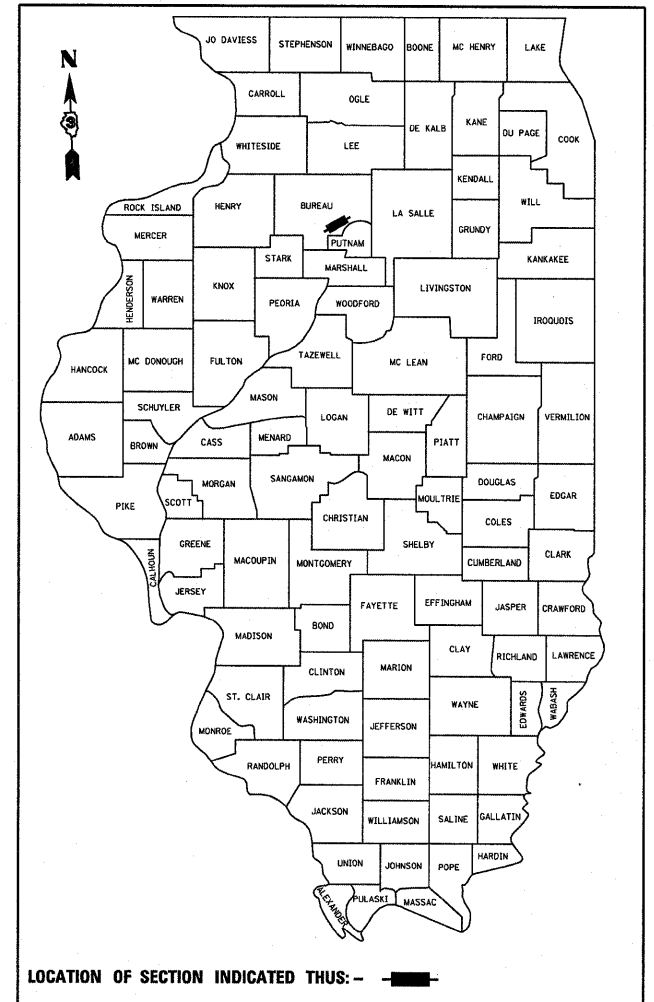 N
3
JO DAVIESS STEPHENSON WINNEBAGO BOONE MC HENRY LAKE
CARROLL OGLE DE KALB KANE DU PAGE COOK
WHITESIDE LEE
KENDALL
ROCK ISLAND HENRY BUREAU LA SALLE WILL
MERCER PUTNAM GRUNDY
STARK MARSHALL KANKAKEE
HENDERSON WARREN KNOX PEORIA WOODFORD LIVINGSTON
IROQUOIS
HANCOCK MC DONOUGH FULTON TAZEWELL MC LEAN FORD
SCHUYLER MASON LOGAN DE WITT CHAMPAIGN VERMILION
ADAMS BROWN CASS MENARD MACON PIATT
PIKE SCOTT MORGAN SANGAMON MOULTRIE DOUGLAS EDGAR
CHRISTIAN COLES
GREENE MACOUPIN MONTGOMERY SHELBY CUMBERLAND CLARK
CALHOUN JERSEY
FAYETTE EFFINGHAM JASPER CRAWFORD
MADISON BOND
CLINTON MARION CLAY RICHLAND LAWRENCE
ST. CLAIR WASHINGTON JEFFERSON WAYNE EDWARDS WABASH
MONROE
RANDOLPH PERRY FRANKLIN HAMILTON WHITE
JACKSON WILLIAMSON SALINE GALLATIN
UNION JOHNSON POPE HARDIN
ALEXANDER PULASKI MASSAC
LOCATION OF SECTION INDICATED THUS: -